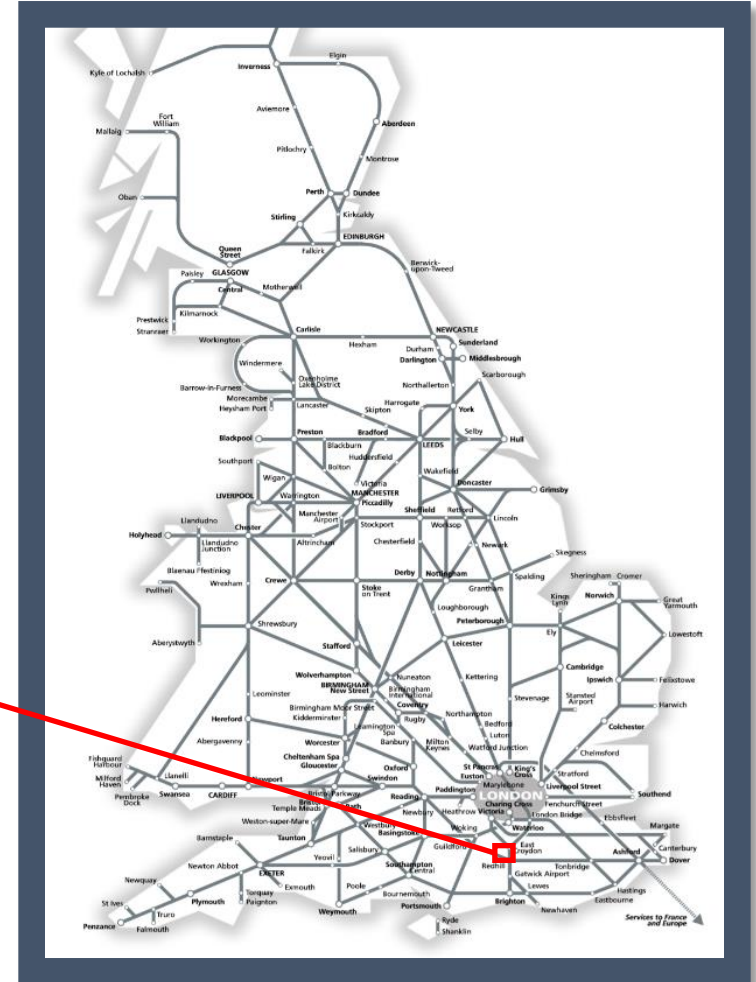 Elgin
Inverness
Kyle of Lochalsh
Aviemore
Fort
William
Aberdeen
Mallaig
Pitlochry
Montrose
Perth
Dundee
Oban
Stirling
Kirkcaldy
EDINBURGH
Queen
Street
Falkirk
Berwick-
upon-Tweed
Paisley
GLASGOW
Central
Motherwell
Prestwick
Kilmarnock
Stranraer
Carlisle
NEWCASTLE
Workington
Hexham
Sunderland
Durham
Darlington
Middlesbrough
Windermere
Scarborough
Oxenholme
Lake District
Barrow-in-Furness
Northallerton
Morecambe
Heysham Port
Lancaster
Harrogate
Skipton
York
Blackpool
Preston
Bradford
Selby
Blackburn
LEEDS
Hull
Huddersfield
Southport
Bolton
Wakefield
Wigan
Victoria
Doncaster
MANCHESTER
LIVERPOOL
Warrington
Piccadilly
Grimsby
Manchester
Airport
Sheffield
Retford
Llandudno
Stockport
Worksop
Lincoln
Holyhead
Chester
Llandudno
Junction
Altrincham
Chesterfield
Newark
Skegness
Blaenau Ffestiniog
Derby
Nottingham
Sheringham
Cromer
Pwllheli
Wrexham
Crewe
Stoke
on Trent
Grantham
Spalding
Kings
Lynn
Norwich
Great
Yarmouth
Loughborough
Peterborough
Shrewsbury
Ely
Lowestoft
Aberystwyth
Stafford
Leicester
Wolverhampton
Cambridge
BIRMINGHAM
New Street
Nuneaton
Kettering
Ipswich
Felixstowe
Birmingham
International
Leominster
Coventry
Stevenage
Stansted
Airport
Harwich
Birmingham Moor Street
Kidderminster
Rugby
Northampton
Hereford
Leamington
Spa
Bedford
Colchester
Worcester
Banbury
Milton
Keynes
Luton
Abergavenny
Watford Junction
Chelmsford
Cheltenham Spa
Fishguard
Harbour
Gloucester
Oxford
St Pancras
King's
Cross
Euston
Stratford
Milford
Haven
Llanelli
Newport
Swindon
Marylebone
Liverpool Street
Pembroke
Dock
Swansea
CARDIFF
Bristol Parkway
Reading
Paddington
LONDON
Southend
Bristol
Temple Meads
Bath
Charing Cross
Fenchurch Street
Newbury
Heathrow
Victoria
London Bridge
Ebbsfleet
Weston-super-Mare
Westbury
Waterloo
Margate
Barnstaple
Taunton
Basingstoke
Woking
East
Croydon
Canterbury
Salisbury
Guildford
Ashford
Yeovil
Redhill
Tonbridge
Dover
Newton Abbot
Southampton
Central
Gatwick Airport
EXETER
Newquay
Exmouth
Poole
Lewes
Hastings
Torquay
Paignton
Bournemouth
Eastbourne
St Ives
Plymouth
Brighton
Truro
Weymouth
Portsmouth
Newhaven
Penzance
Falmouth
Ryde
Shanklin
Services to France
and Europe